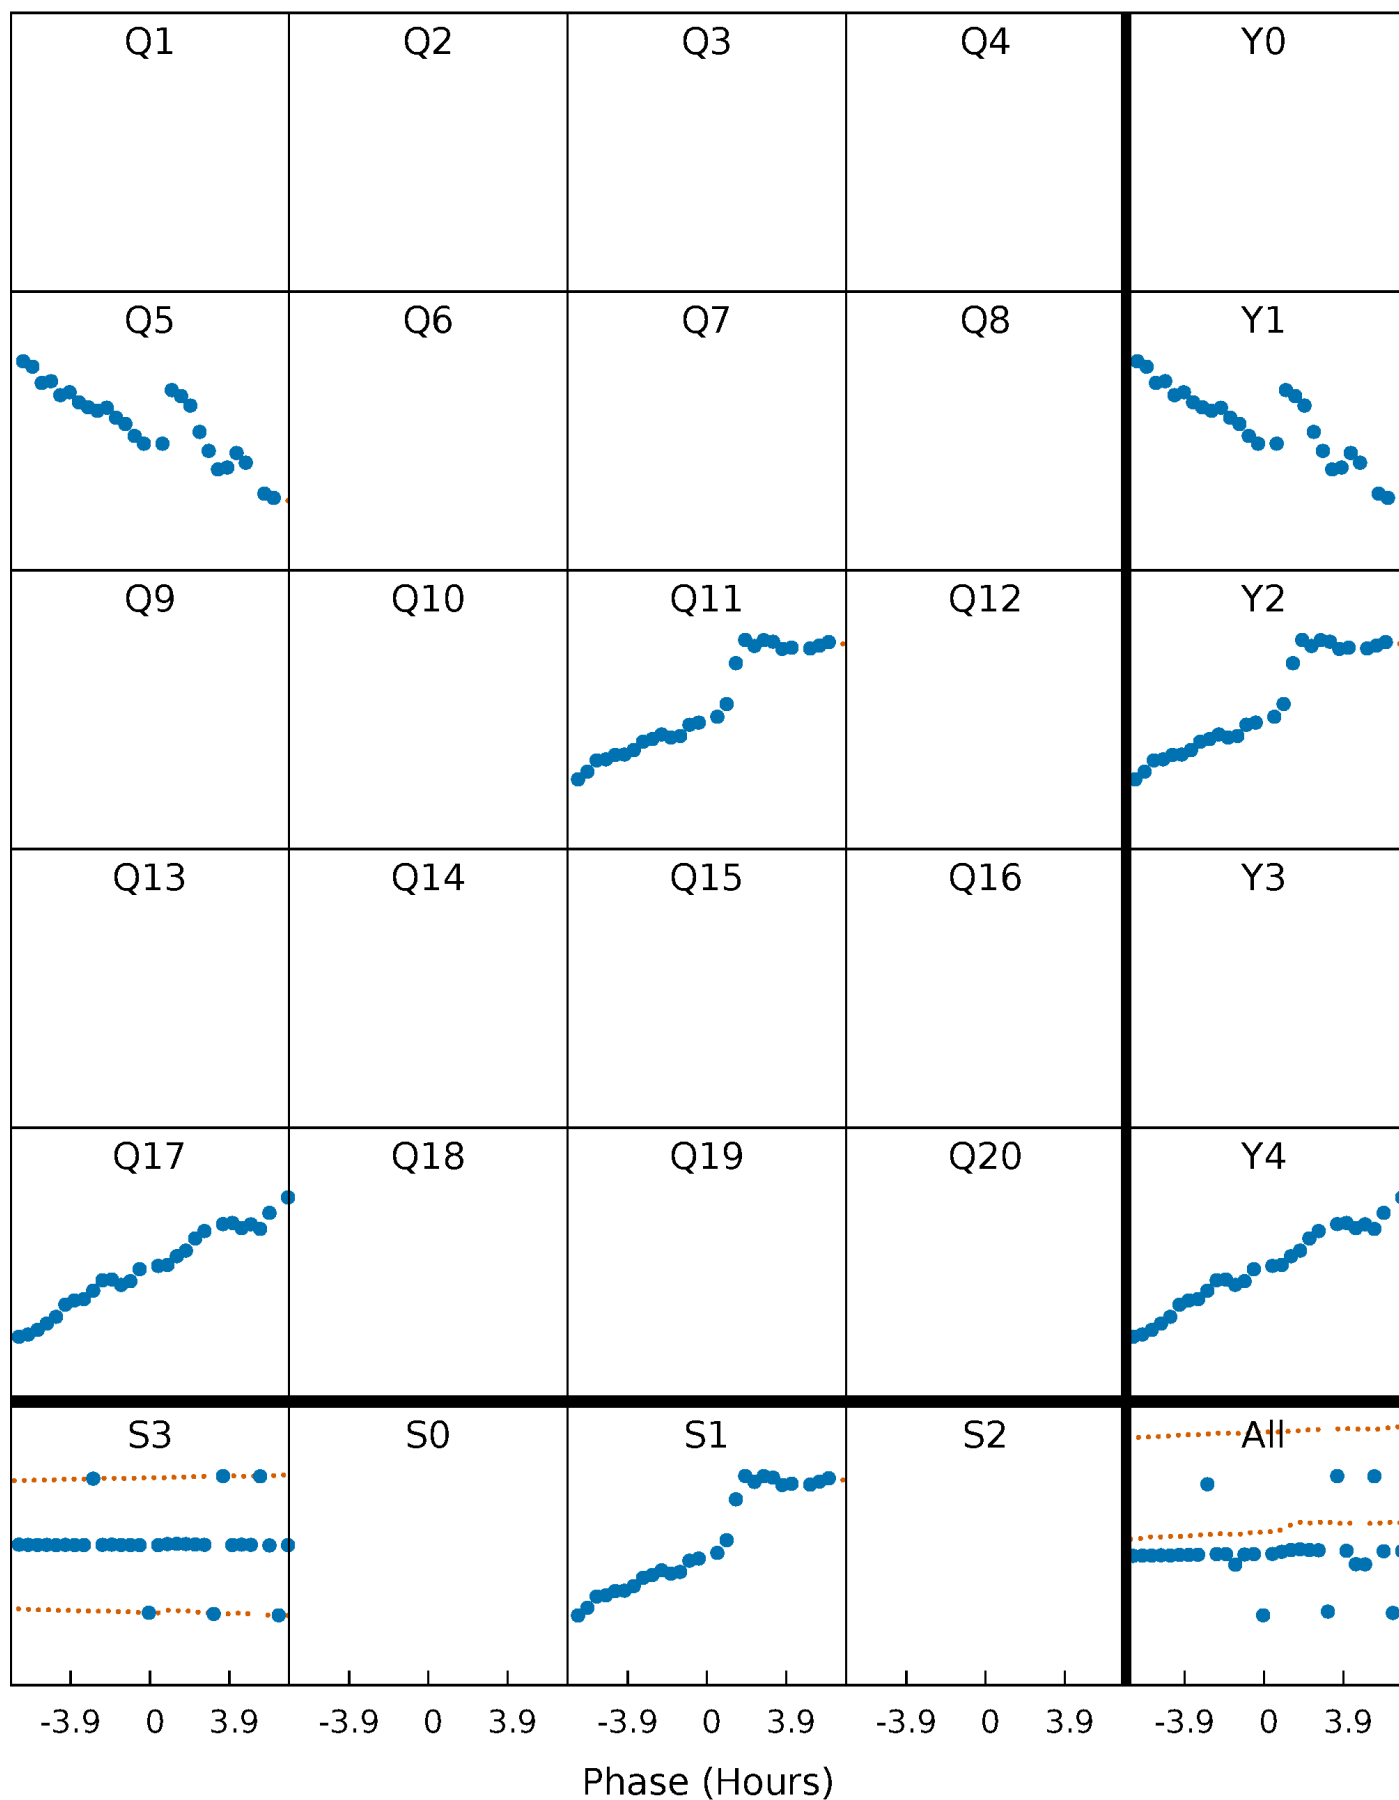 Q1 Q2 Q3 Q4 Y0
Q5 Q6 Q7 Q8 Y1
Q9 Q10 Q11 Q12 Y2
Q13 Q14 Q15 Q16 Y3
Q17 Q18 Q19 Q20 Y4
S3 S0 S1 S2 All
-3.9 0 3.9 -3.9 0 3.9 -3.9 0 3.9 -3.9 0 3.9 -3.9 0 3.9
Phase (Hours)